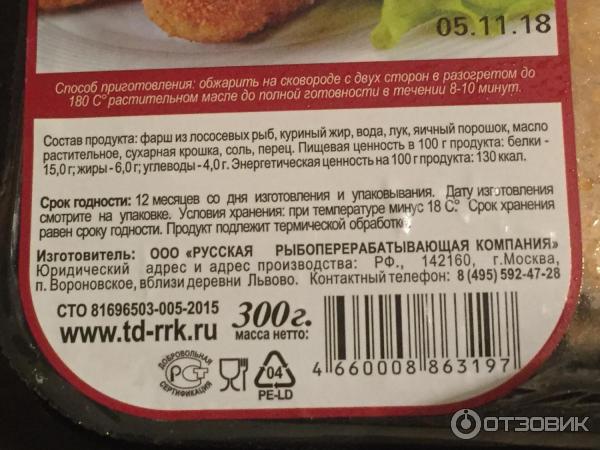 05.11.18
Способ приготовления: обжарить на сковороде с двух сторон в разогретом до
180 С° растительном масле до полной готовности в течении 8-10 минут.
Состав продукта: фарш из лососевых рыб, куриный жир, вода, лук, яичный порошок, масло
растительное, сухарная крошка, соль, перец. Пищевая ценность в 100 г продукта: белки -
15,0 г; жиры - 6,0 г; углеводы - 4,0 г. Энергетическая ценность на 100 г продукта: 130 ккал.
Срок годности: 12 месяцев со дня изготовления и упаковывания. Дату изготовления
смотрите на упаковке. Условия хранения: при температуре минус 18 С°. Срок хранения
равен сроку годности. Продукт подлежит термической обработке.
Изготовитель: ООО «РУССКАЯ РЫБОПЕРЕРАБАТЫВАЮЩАЯ КОМПАНИЯ»
Юридический адрес и адрес производства: РФ., 142160, г.Москва,
п. Вороновское, вблизи деревни Львово. Контактный телефон: 8 (495) 592-47-28
СТО 81696503-005-2015
www.td-rrk.ru
300 г.
масса нетто:
ДОБРОВОЛЬНАЯ
РСТ
СЕРТИФИКАЦИЯ
04
PE-LD
4 660008 863197
ОТЗОВИК